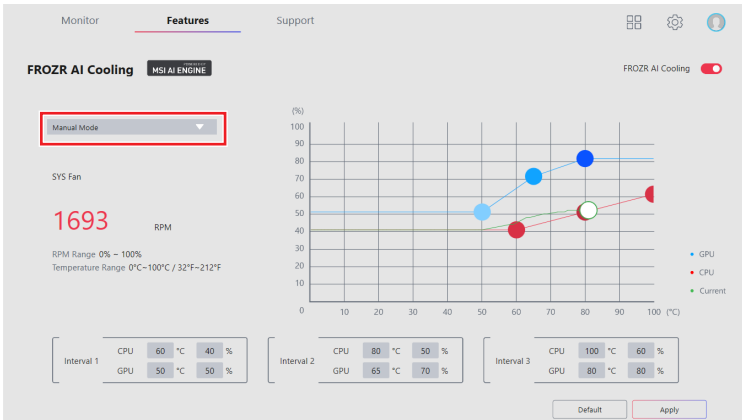 Monitor Features Support
FROZR AI Cooling MSI AI ENGINE FROZR AI Cooling
Manual Mode
SYS Fan
1693 RPM
RPM Range 0% ~ 100%
Temperature Range 0°C~100°C / 32°F~212°F
(%)
100
90
80
70
60
50
40
30
20
10
0 10 20 30 40 50 60 70 80 90 100 (°C)
GPU
CPU
Current
Interval 1
CPU 60 °C 40 %
GPU 50 °C 50 %
Interval 2
CPU 80 °C 50 %
GPU 65 °C 70 %
Interval 3
CPU 100 °C 60 %
GPU 80 °C 80 %
Default Apply